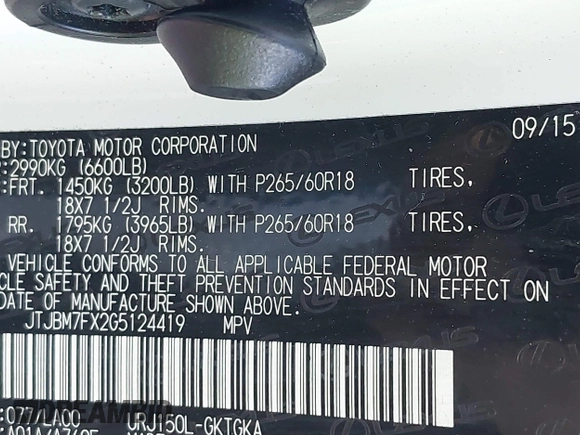 BY:TOYOTA MOTOR CORPORATION 09/15
:2990KG (6600LB)
:FRT. 1450KG (3200LB) WITH P265/60R18 TIRES,
18X7 1/2J RIMS.
RR. 1795KG (3965LB) WITH P265/60R18 TIRES,
18X7 1/2J RIMS.
VEHICLE CONFORMS TO ALL APPLICABLE FEDERAL MOTOR
CLE SAFETY AND THEFT PREVENTION STANDARDS IN EFFECT ON
DATE OF MANUFACTURE SHOWN ABOVE.
JTJBM7FX2G5124419 MPV
URJ150L-GKTGKA
LEXUS